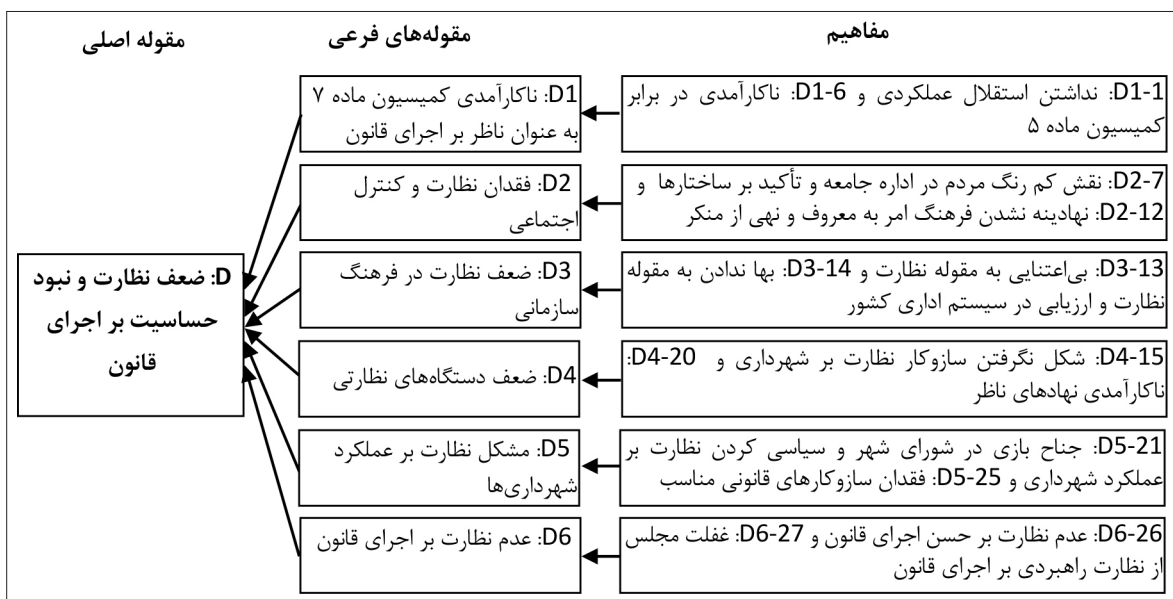 مفاهیم
مقوله‌های فرعی
مقوله اصلی
D1-1: نداشتن استقلال عملکردی و D1-6: ناکارآمدی در برابر
کمیسیون ماده ۵
D1: ناکارآمدی کمیسیون ماده ۷
به عنوان ناظر بر اجرای قانون
D2-7: نقش کم رنگ مردم در اداره جامعه و تأکید بر ساختارها و
D2-12: نهادینه نشدن فرهنگ امر به معروف و نهی از منکر
D2: فقدان نظارت و کنترل
اجتماعی
D3-13: بی‌اعتنایی به مقوله نظارت و D3-14: بها ندادن به مقوله
نظارت و ارزیابی در سیستم اداری کشور
D3: ضعف نظارت در فرهنگ
سازمانی
D4-15: شکل نگرفتن سازوکار نظارت بر شهرداری و D4-20:
ناکارآمدی نهادهای ناظر
D4: ضعف دستگاه‌های نظارتی
D5-21: جناح بازی در شورای شهر و سیاسی کردن نظارت بر
عملکرد شهرداری و D5-25: فقدان سازوکارهای قانونی مناسب
D5: مشکل نظارت بر عملکرد
شهرداری‌ها
D6-26: عدم نظارت بر حسن اجرای قانون و D6-27: غفلت مجلس
از نظارت راهبردی بر اجرای قانون
D6: عدم نظارت بر اجرای قانون
D: ضعف نظارت و نبود
حساسیت بر اجرای
قانون